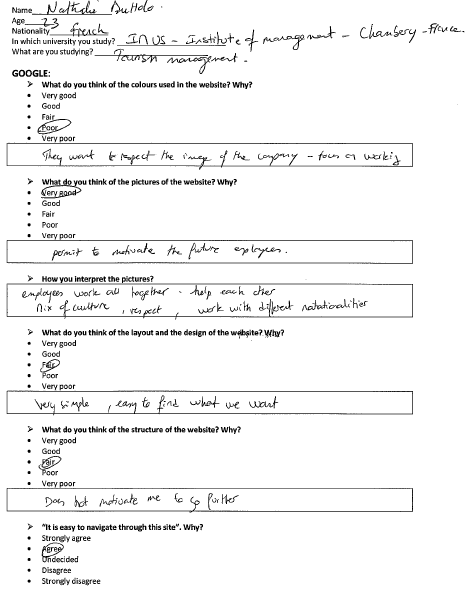 Name Nathalie
Age 23
Nationality french
In which university you study? INUS - Institute of management - Chambery - france.
What are you studying? Tourism management.
GOOGLE:
➤ What do you think of the colours used in the website? Why?
• Very good
• Good
• Fair
• Poor
• Very poor
They want to respect the image of the company - focus on working
➤ What do you think of the pictures of the website? Why?
• Very good
• Good
• Fair
• Poor
• Very poor
permit to motivate the future employees.
➤ How you interpret the pictures?
employees work all together - help each other
mix of culture, respect, work with different natationalities
➤ What do you think of the layout and the design of the website? Why?
• Very good
• Good
• Fair
• Poor
• Very poor
Very simple, easy to find what we want
➤ What do you think of the structure of the website? Why?
• Very good
• Good
• Fair
• Poor
• Very poor
Does not motivate me to go further
➤ "It is easy to navigate through this site". Why?
• Strongly agree
• Agree
• Undecided
• Disagree
• Strongly disagree